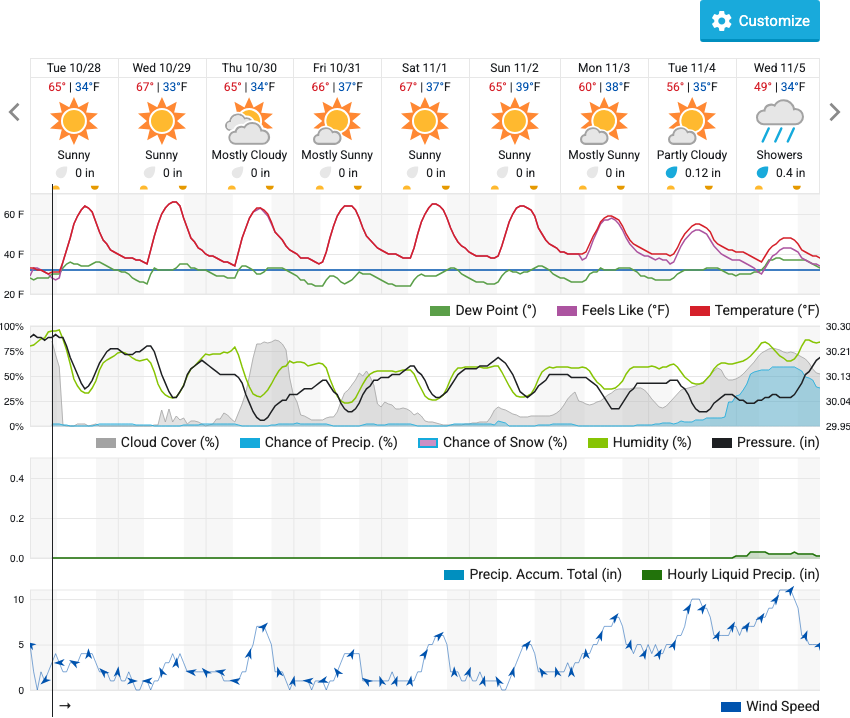 Customize
Tue 10/28 Wed 10/29 Thu 10/30 Fri 10/31 Sat 11/1 Sun 11/2 Mon 11/3 Tue 11/4 Wed 11/5
65° | 34°F 67° | 33°F 65° | 34°F 66° | 37°F 67° | 37°F 65° | 39°F 60° | 38°F 56° | 35°F 49° | 34°F
Sunny Sunny Mostly Cloudy Mostly Sunny Sunny Sunny Mostly Sunny Partly Cloudy Showers
0 in 0 in 0 in 0 in 0 in 0 in 0 in 0.12 in 0.4 in
60 F
40 F
20 F
Dew Point (°) Feels Like (°F) Temperature (°F)
100% 30.30
75% 30.21
50% 30.13
25% 30.04
0% 29.95
Cloud Cover (%) Chance of Precip. (%) Chance of Snow (%) Humidity (%) Pressure. (in)
0.4
0.2
0.0
Precip. Accum. Total (in) Hourly Liquid Precip. (in)
10
5
0
→
Wind Speed